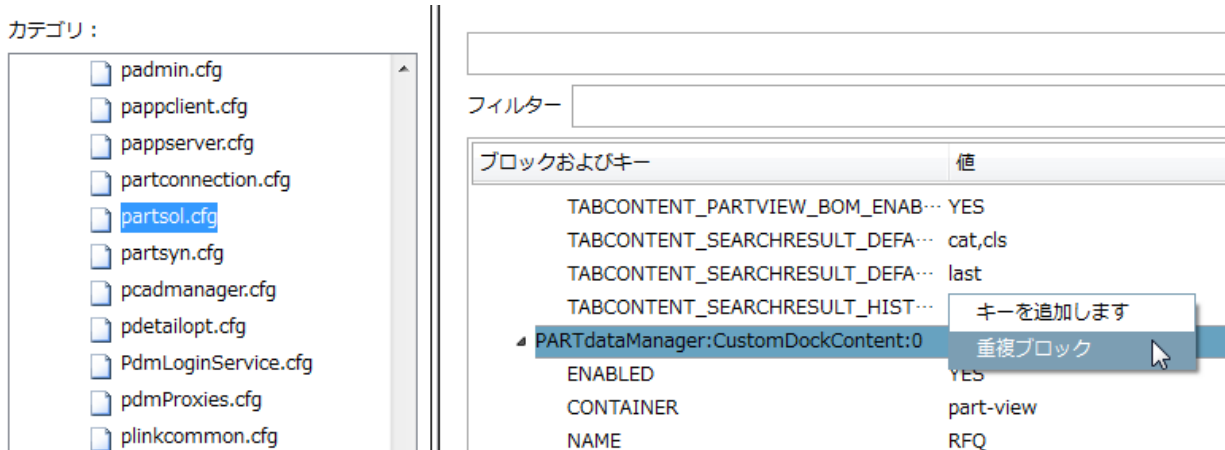 カテゴリ：
padmin.cfg
pappclient.cfg
pappserver.cfg
partconnection.cfg
partsol.cfg
partsyn.cfg
pcadmanager.cfg
pdetailopt.cfg
PdmLoginService.cfg
pdmProxies.cfg
plinkcommon.cfg
フィルター
ブロックおよびキー 値
TABCONTENT_PARTVIEW_BOM_ENAB… YES
TABCONTENT_SEARCHRESULT_DEFA… cat,cls
TABCONTENT_SEARCHRESULT_DEFA… last
TABCONTENT_SEARCHRESULT_HIST…
キーを追加します
PARTdataManager:CustomDockContent:0
重複ブロック
ENABLED YES
CONTAINER part-view
NAME RFQ